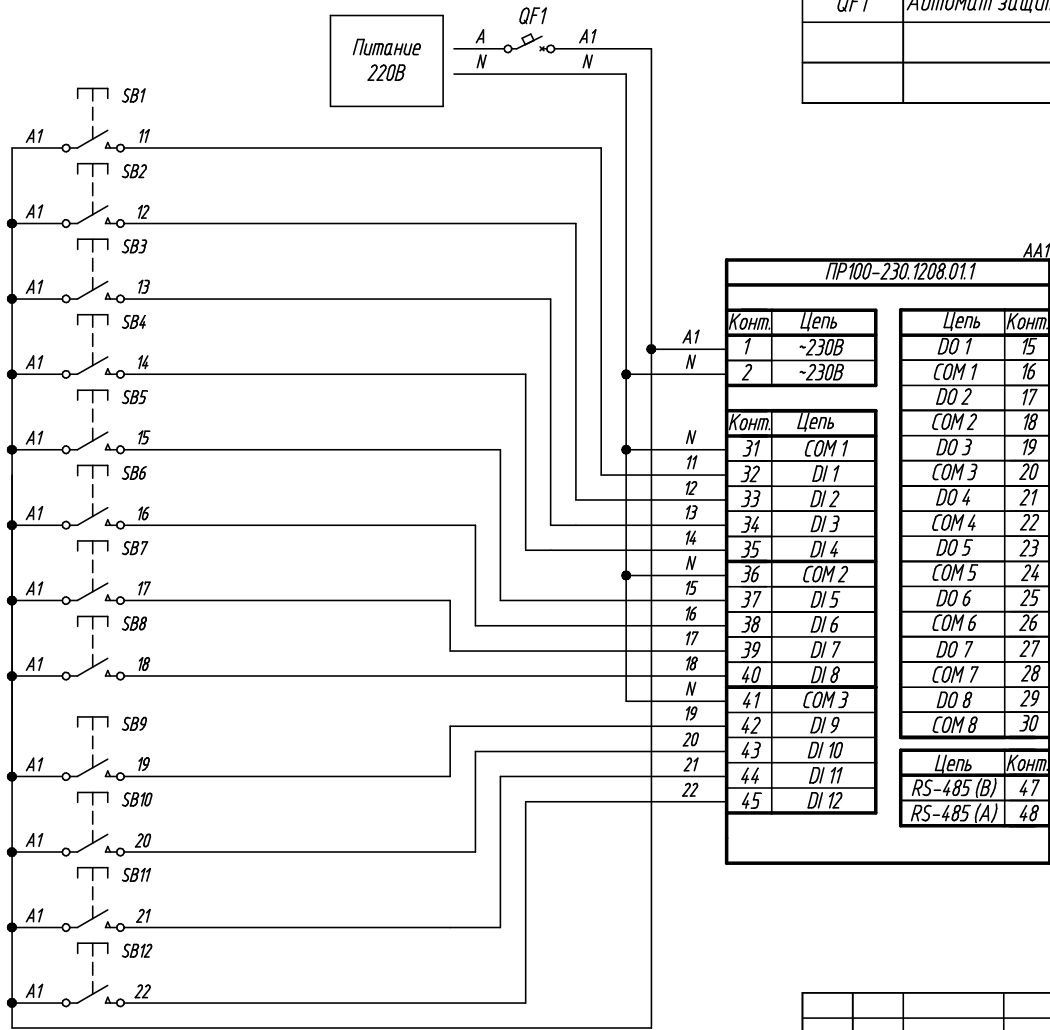 QF1 Автомат защит
Питание
220В
QF1
A A1
N N
SB1
A1 11
SB2
A1 12
SB3
A1 13
SB4
A1 14
SB5
A1 15
SB6
A1 16
SB7
A1 17
SB8
A1 18
SB9
A1 19
SB10
A1 20
SB11
A1 21
SB12
A1 22
AA1
ПР100-230.1208.01.1
Конт. Цепь
A1 1 ~230В
N 2 ~230В
Конт. Цепь
N 31 COM 1
11 32 DI 1
12 33 DI 2
13 34 DI 3
14 35 DI 4
N 36 COM 2
15 37 DI 5
16 38 DI 6
17 39 DI 7
18 40 DI 8
N 41 COM 3
19 42 DI 9
20 43 DI 10
21 44 DI 11
22 45 DI 12
Цепь Конт.
DO 1 15
COM 1 16
DO 2 17
COM 2 18
DO 3 19
COM 3 20
DO 4 21
COM 4 22
DO 5 23
COM 5 24
DO 6 25
COM 6 26
DO 7 27
COM 7 28
DO 8 29
COM 8 30
Цепь Конт.
RS-485 (B) 47
RS-485 (A) 48